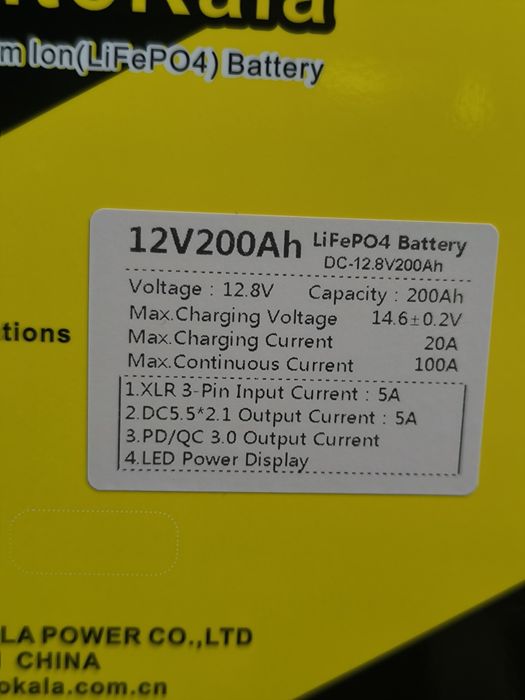 m Ion(LiFePO4) Battery
12V200Ah LiFePO4 Battery
DC-12.8V200Ah
Voltage : 12.8V Capacity : 200Ah
Max.Charging Voltage 14.6±0.2V
Max.Charging Current 20A
Max.Continuous Current 100A
tions
1.XLR 3-Pin Input Current : 5A
2.DC5.5*2.1 Output Current : 5A
3.PD/QC 3.0 Output Current
4.LED Power Display
LA POWER CO.,LTD
CHINA
okala.com.cn